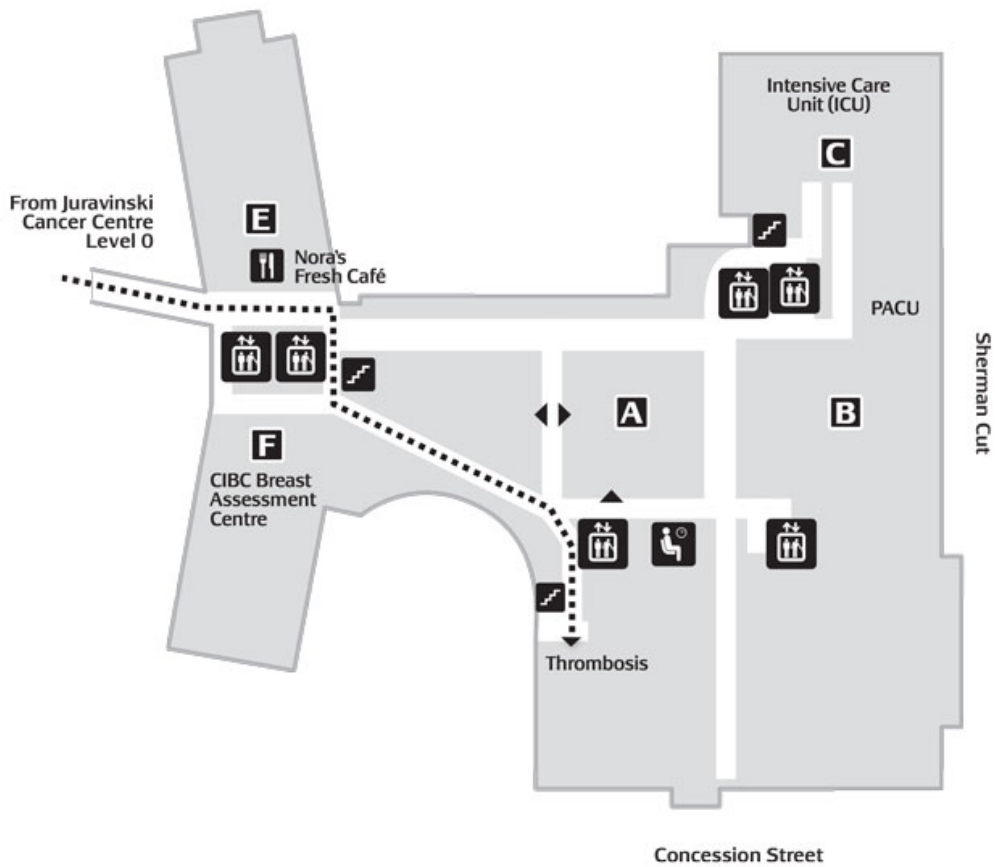 Intensive Care
Unit (ICU)
C
From Juravinski
Cancer Centre
Level 0
E
Nora's
Fresh Café
PACU
Sherman Cut
A
B
F
CIBC Breast
Assessment
Centre
Thrombosis
Concession Street